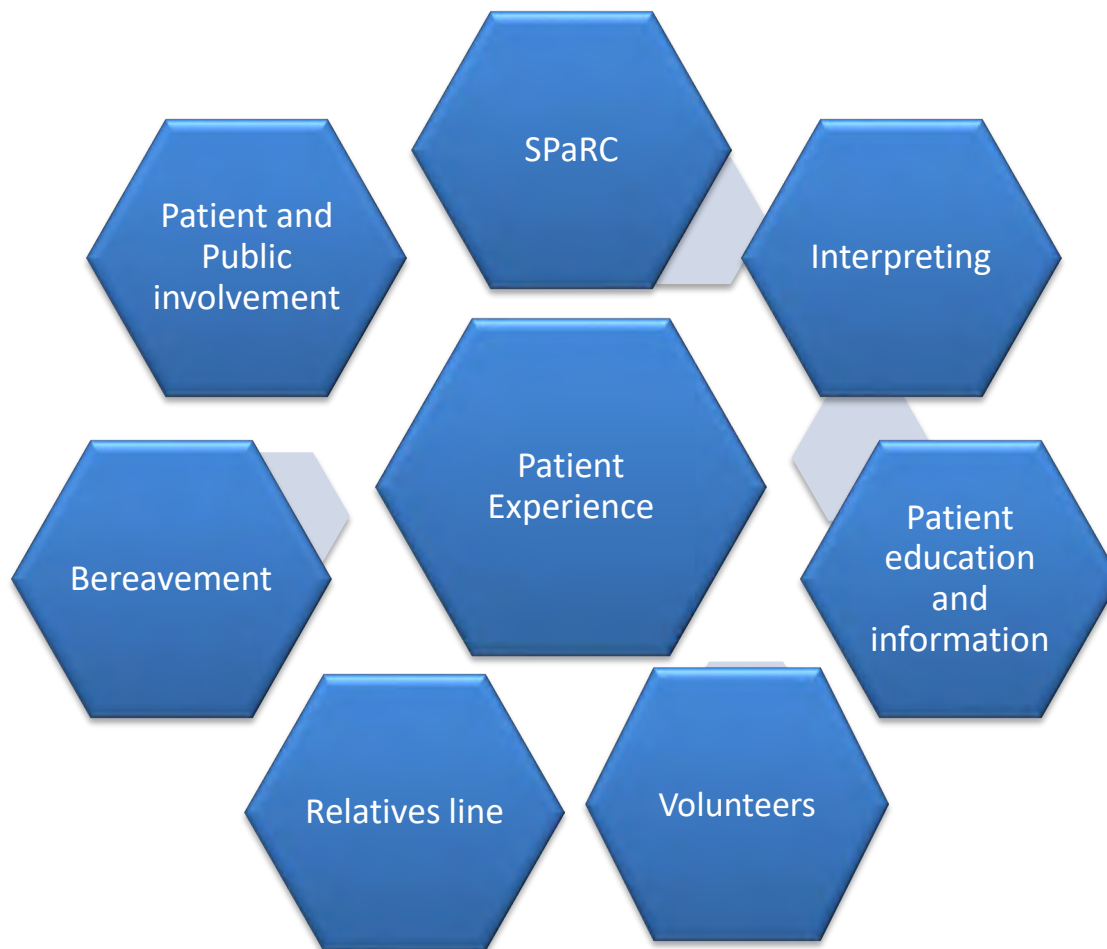 SPaRC
Patient and
Public
involvement
Interpreting
Patient
Experience
Patient
education
and
information
Bereavement
Relatives line
Volunteers